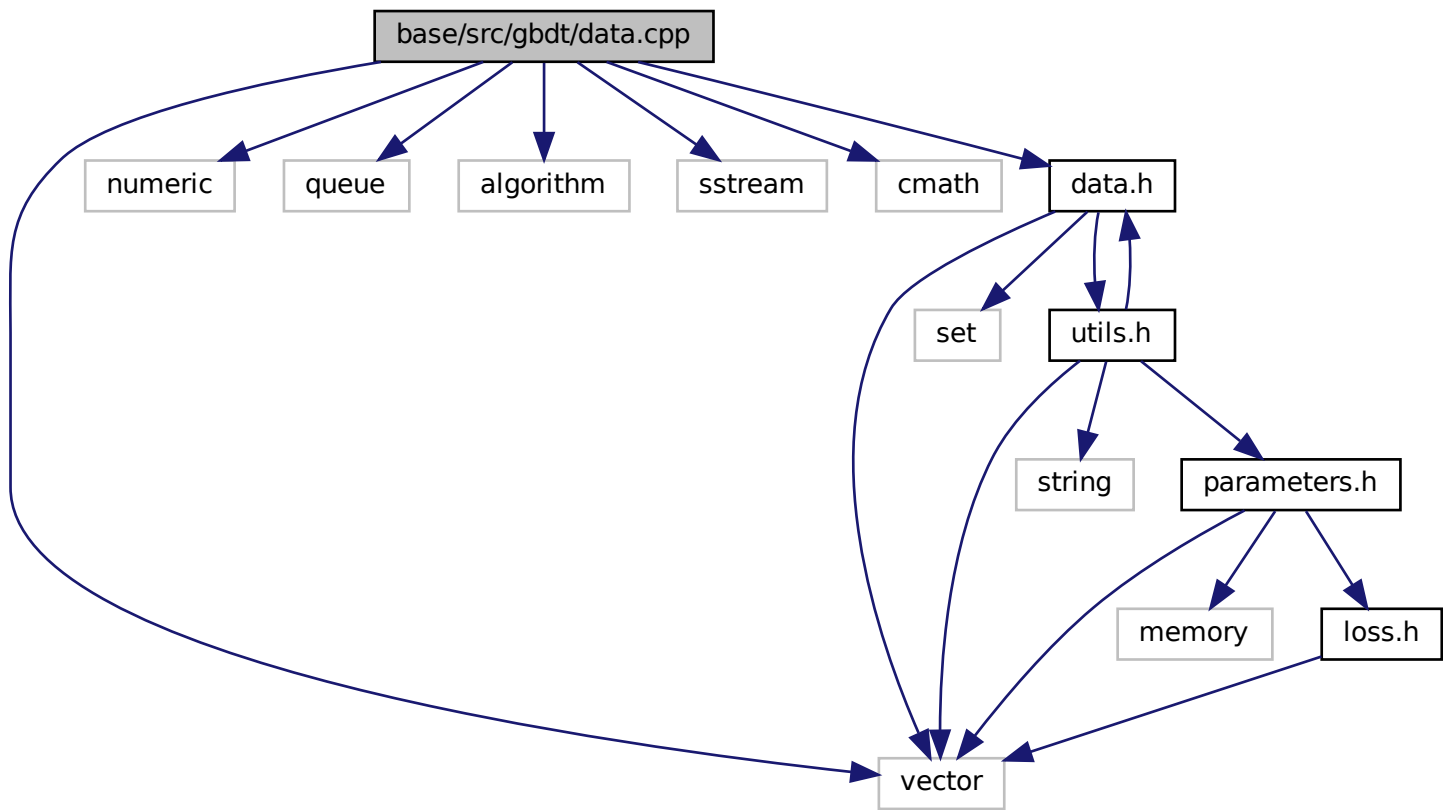 base/src/gbdt/data.cpp
numeric
queue
algorithm
sstream
cmath
data.h
set
utils.h
string
parameters.h
memory
loss.h
vector